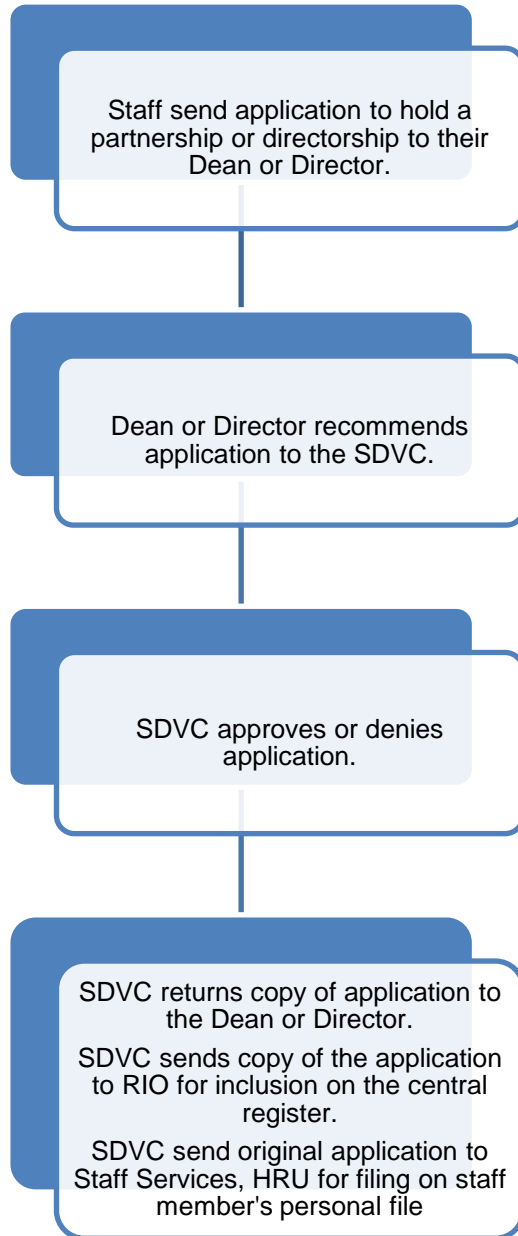 Staff send application to hold a
partnership or directorship to their
Dean or Director.
Dean or Director recommends
application to the SDVC.
SDVC approves or denies
application.
SDVC returns copy of application to
the Dean or Director.
SDVC sends copy of the application
to RIO for inclusion on the central
register.
SDVC send original application to
Staff Services, HRU for filing on staff
member's personal file